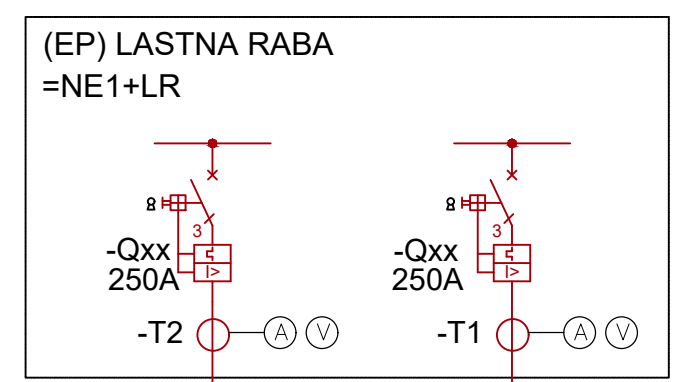 (EP) LASTNA RABA
=NE1+LR
3
-Qxx
250A
I>
-T2
A V
3
-Qxx
250A
I>
-T1
A V